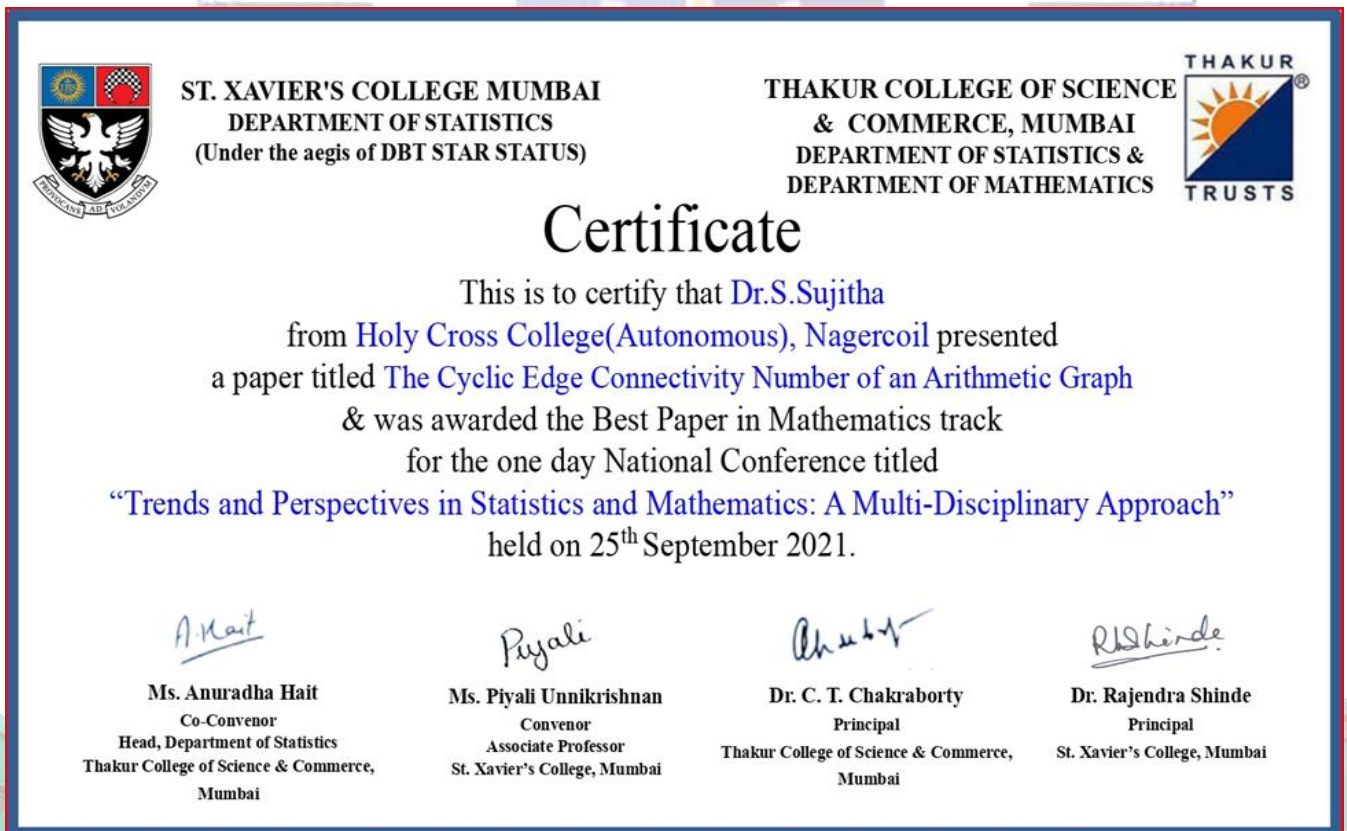 ST. XAVIER'S COLLEGE MUMBAI
DEPARTMENT OF STATISTICS
(Under the aegis of DBT STAR STATUS)
PROVOCANS AD VOLANDVM
THAKUR COLLEGE OF SCIENCE
& COMMERCE, MUMBAI
DEPARTMENT OF STATISTICS &
DEPARTMENT OF MATHEMATICS
THAKUR
®
TRUSTS
Certificate
This is to certify that Dr.S.Sujitha
from Holy Cross College(Autonomous), Nagercoil presented
a paper titled The Cyclic Edge Connectivity Number of an Arithmetic Graph
& was awarded the Best Paper in Mathematics track
for the one day National Conference titled
“Trends and Perspectives in Statistics and Mathematics: A Multi-Disciplinary Approach”
held on 25th September 2021.
A. Hait
Piyali
RDShinde
Ms. Anuradha Hait
Co-Convenor
Head, Department of Statistics
Thakur College of Science & Commerce,
Mumbai
Ms. Piyali Unnikrishnan
Convenor
Associate Professor
St. Xavier’s College, Mumbai
Dr. C. T. Chakraborty
Principal
Thakur College of Science & Commerce,
Mumbai
Dr. Rajendra Shinde
Principal
St. Xavier’s College, Mumbai